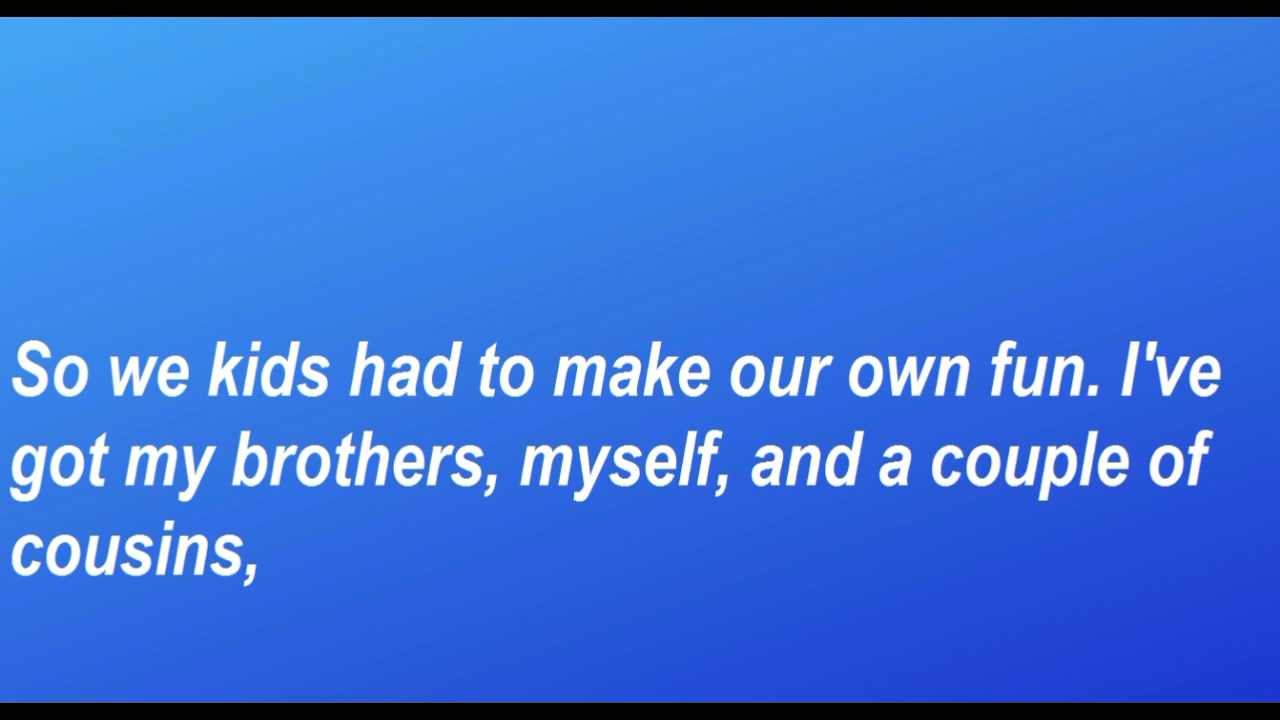 So we kids had to make our own fun. I've
got my brothers, myself, and a couple of
cousins,